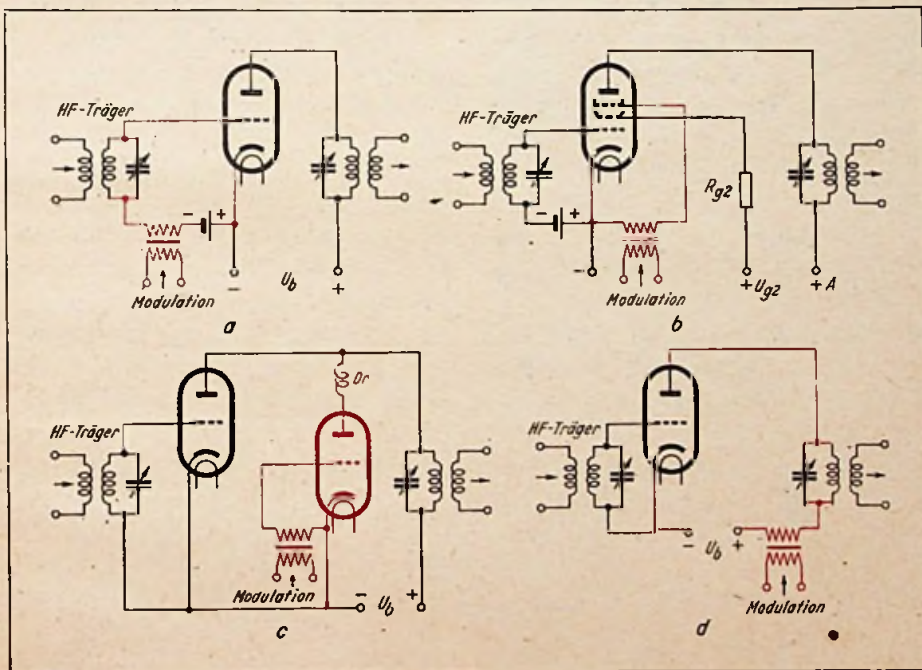 HF-Träger
− +
−
U_b
+
Modulation
a
HF-Träger
− +
R_g2
−
Modulation
+ U_g2
+ A
b
HF-Träger
Dr
Modulation
− U_b +
c
HF-Träger
− U_b +
Modulation
d